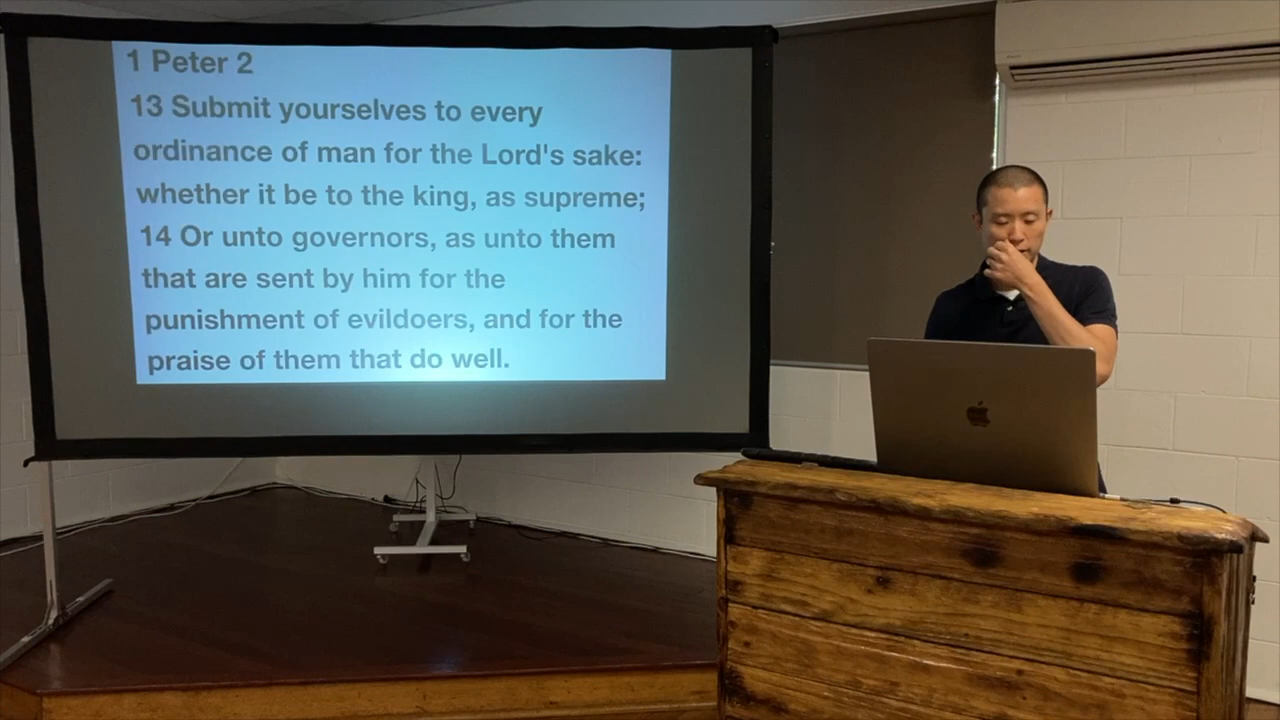 1 Peter 2
13 Submit yourselves to every
ordinance of man for the Lord's sake:
whether it be to the king, as supreme;
14 Or unto governors, as unto them
that are sent by him for the
punishment of evildoers, and for the
praise of them that do well.